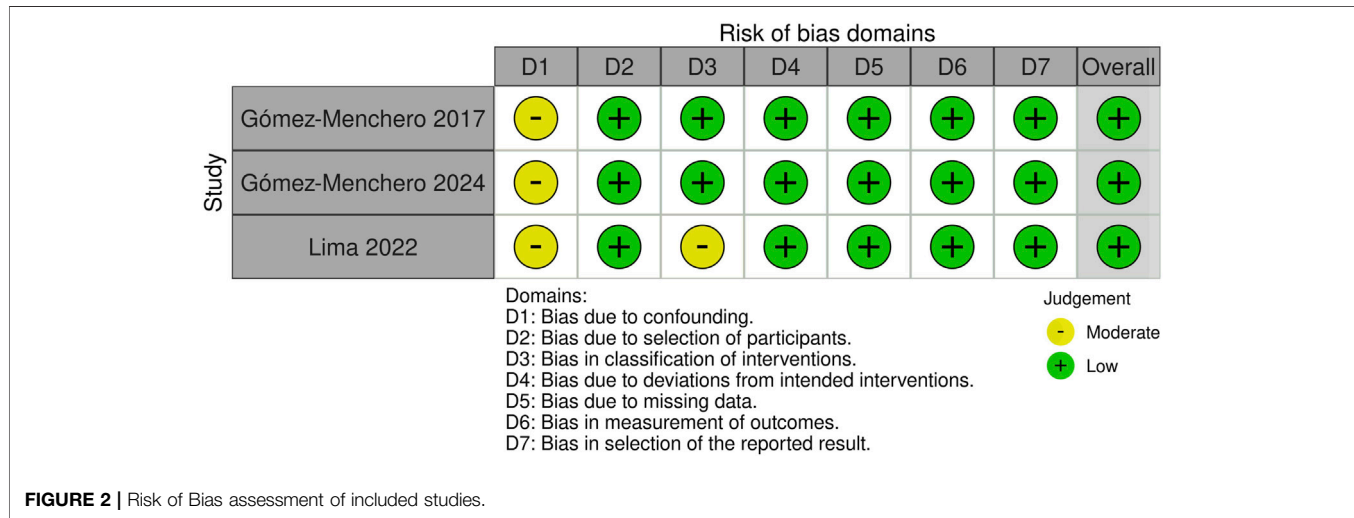 Risk of bias domains
D1 D2 D3 D4 D5 D6 D7 Overall
Study
Gómez-Menchero 2017 - + + + + + + +
Gómez-Menchero 2024 - + + + + + + +
Lima 2022 - + - + + + + +
Domains:
D1: Bias due to confounding.
D2: Bias due to selection of participants.
D3: Bias in classification of interventions.
D4: Bias due to deviations from intended interventions.
D5: Bias due to missing data.
D6: Bias in measurement of outcomes.
D7: Bias in selection of the reported result.
Judgement
- Moderate
+ Low
FIGURE 2 | Risk of Bias assessment of included studies.